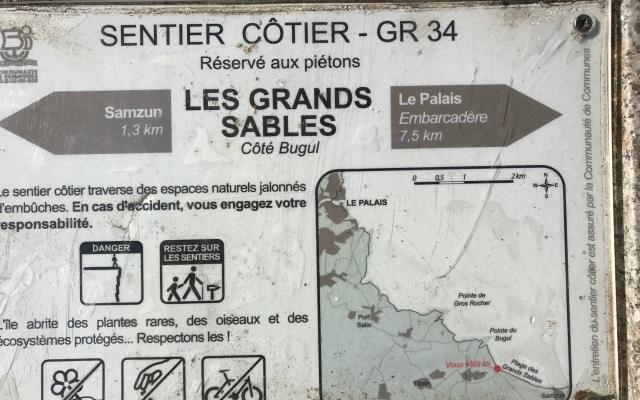 SENTIER CÔTIER - GR 34
Réservé aux piétons
Samzun
1,3 km
LES GRANDS
SABLES
Côté Bugul
Le Palais
Embarcadère
7,5 km
Le sentier côtier traverse des espaces naturels jalonnés
d'embûches. En cas d'accident, vous engagez votre
responsabilité.
DANGER
RESTEZ SUR
LES SENTIERS
L'île abrite des plantes rares, des oiseaux et des
écosystèmes protégés... Respectons les !
0 0,5 1 2 km
N
W E
S
LE PALAIS
Pointe de
Gros Rocher
Port
Salio
Pointe du
Bugul
Vous êtes ici
Plage des
Grands Sables
Samzun
L'entretien du sentier côtier est assuré par la Communauté de Communes